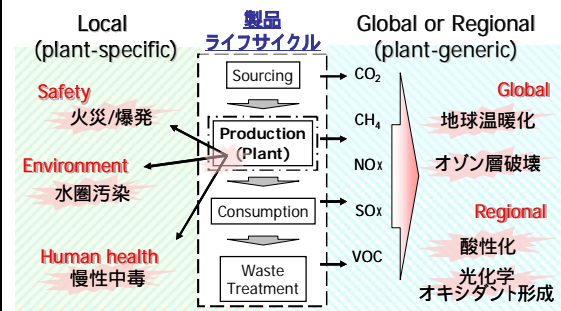 Local
(plant-specific)
製品
ライフサイクル
Global or Regional
(plant-generic)
Safety
火災/爆発
Environment
水圏汚染
Human health
慢性中毒
Sourcing
Production
(Plant)
Consumption
Waste
Treatment
CO₂
CH₄
NOx
SOx
VOC
Global
地球温暖化
オゾン層破壊
Regional
酸性化
光化学
オキシダント形成